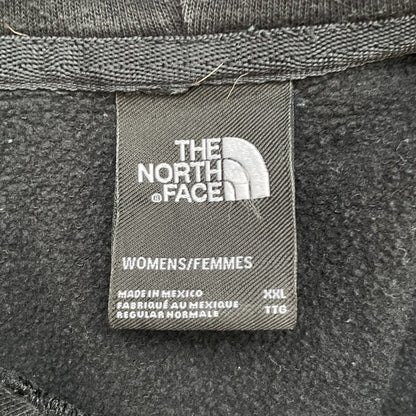 THE
NORTH
®FACE
WOMENS/FEMMES
MADE IN MEXICO XXL
FABRIQUÉ AU MEXIQUE TTG
REGULAR NORMALE